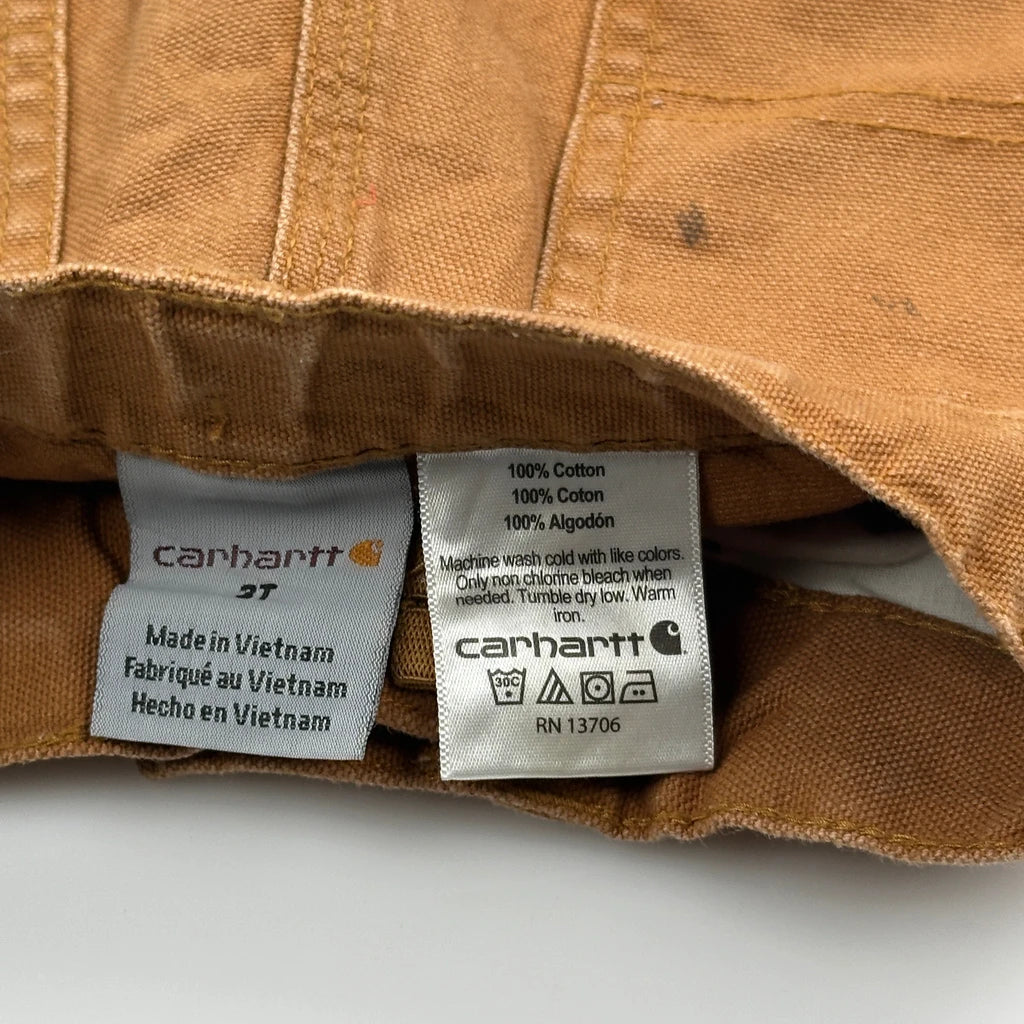 carhartt
2T
Made in Vietnam
Fabriqué au Vietnam
Hecho en Vietnam
100% Cotton
100% Coton
100% Algodón
Machine wash cold with like colors.
Only non chlorine bleach when
needed. Tumble dry low. Warm
iron.
carhartt
30C
RN 13706